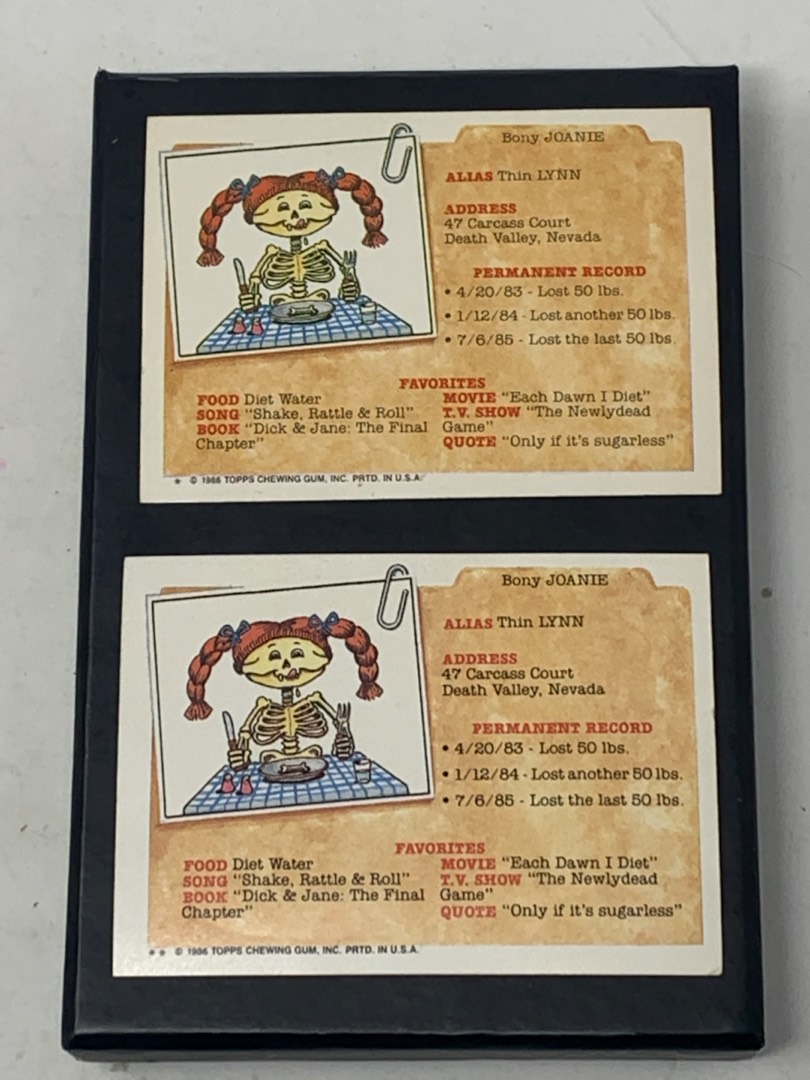 Bony JOANIE
ALIAS Thin LYNN
ADDRESS
47 Carcass Court
Death Valley, Nevada
PERMANENT RECORD
• 4/20/83 - Lost 50 lbs.
• 1/12/84 - Lost another 50 lbs.
• 7/6/85 - Lost the last 50 lbs.
FAVORITES
FOOD Diet Water
SONG "Shake, Rattle & Roll"
BOOK "Dick & Jane: The Final
Chapter"
MOVIE "Each Dawn I Diet"
T.V. SHOW "The Newlydead
Game"
QUOTE "Only if it's sugarless"
* © 1986 TOPPS CHEWING GUM, INC. PRTD. IN U.S.A.
Bony JOANIE
ALIAS Thin LYNN
ADDRESS
47 Carcass Court
Death Valley, Nevada
PERMANENT RECORD
• 4/20/83 - Lost 50 lbs.
• 1/12/84 - Lost another 50 lbs.
• 7/6/85 - Lost the last 50 lbs.
FAVORITES
FOOD Diet Water
SONG "Shake, Rattle & Roll"
BOOK "Dick & Jane: The Final
Chapter"
MOVIE "Each Dawn I Diet"
T.V. SHOW "The Newlydead
Game"
QUOTE "Only if it's sugarless"
* * © 1986 TOPPS CHEWING GUM, INC. PRTD. IN U.S.A.